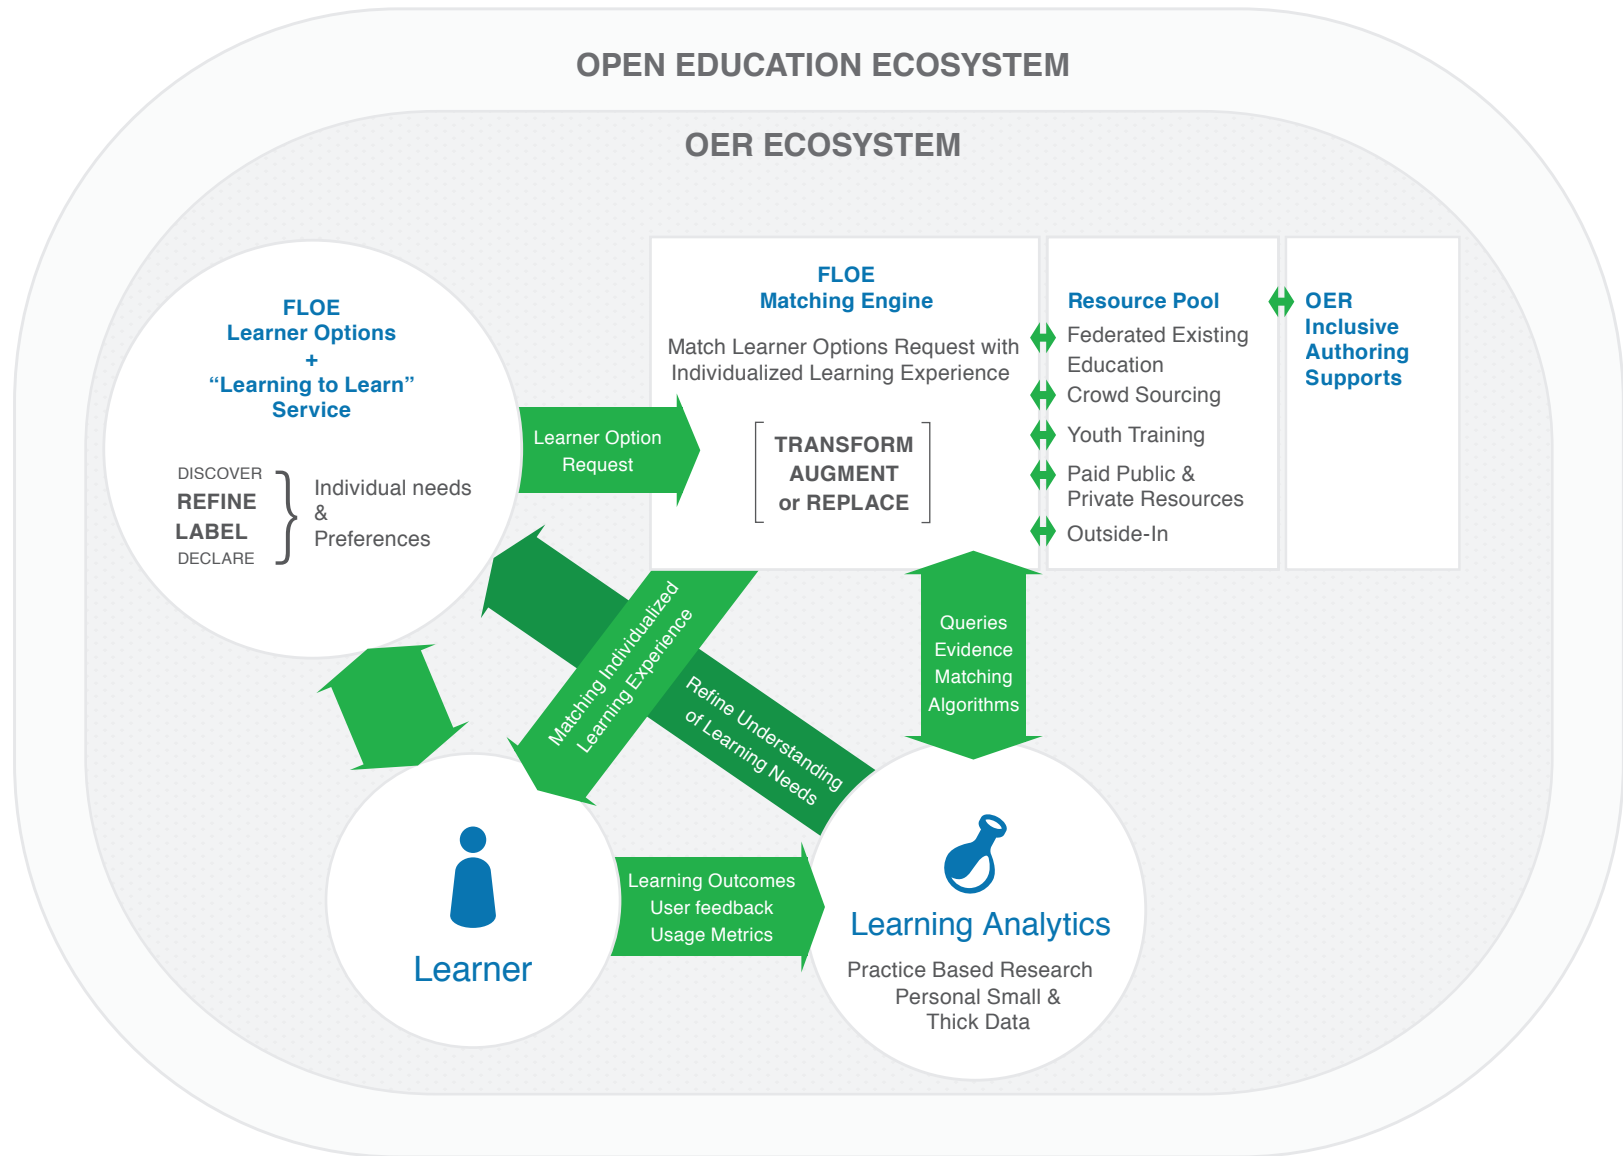 OPEN EDUCATION ECOSYSTEM
OER ECOSYSTEM
FLOE
Learner Options
+
“Learning to Learn”
Service
DISCOVER
REFINE
LABEL
DECLARE
Individual needs
&
Preferences
Learner Option
Request
FLOE
Matching Engine
Match Learner Options Request with
Individualized Learning Experience
TRANSFORM
AUGMENT
or REPLACE
Resource Pool
Federated Existing
Education
Crowd Sourcing
Youth Training
Paid Public &
Private Resources
Outside-In
OER
Inclusive
Authoring
Supports
Matching Individualized
Learning Experience
Refine Understanding
of Learning Needs
Queries
Evidence
Matching
Algorithms
Learner
Learning Outcomes
User feedback
Usage Metrics
Learning Analytics
Practice Based Research
Personal Small &
Thick Data